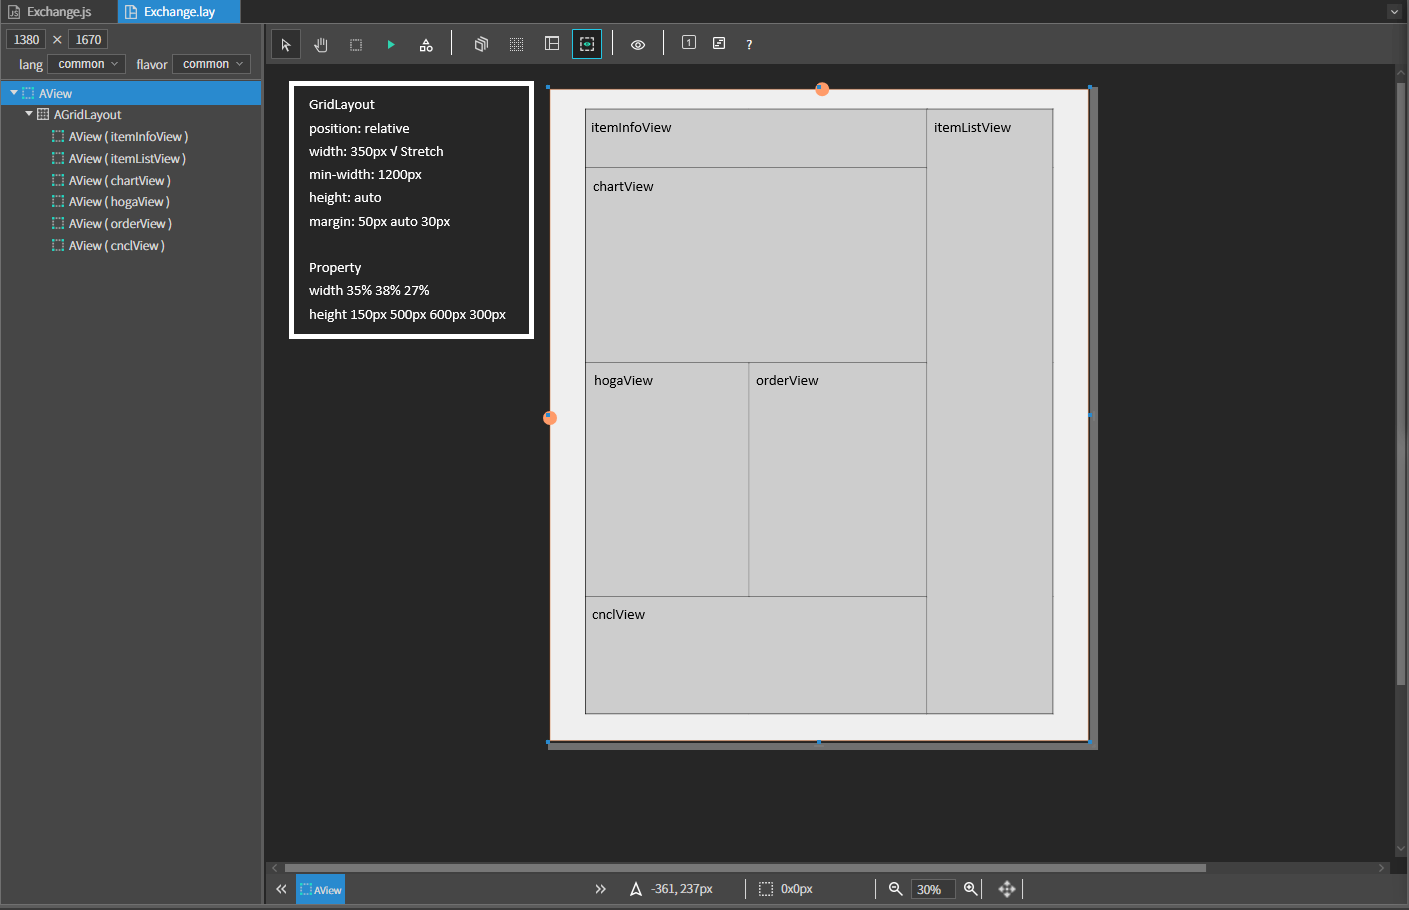 Exchange.js
Exchange.lay
1380 × 1670
lang common flavor common
AView
AGridLayout
AView ( itemInfoView )
AView ( itemListView )
AView ( chartView )
AView ( hogaView )
AView ( orderView )
AView ( cnclView )
1
?
GridLayout
position: relative
width: 350px √ Stretch
min-width: 1200px
height: auto
margin: 50px auto 30px
Property
width 35% 38% 27%
height 150px 500px 600px 300px
itemInfoView
itemListView
chartView
hogaView
orderView
cnclView
AView
-361, 237px
0x0px
30%